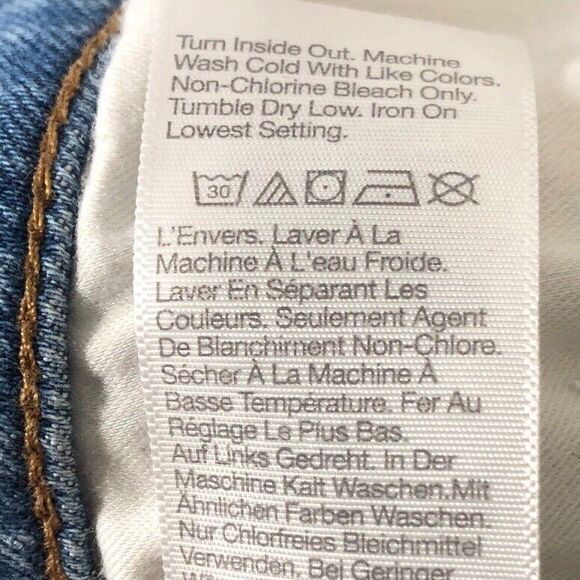 Turn Inside Out. Machine
Wash Cold With Like Colors.
Non-Chlorine Bleach Only.
Tumble Dry Low. Iron On
Lowest Setting.
30
L'Envers. Laver À La
Machine À L'eau Froide.
Laver En Séparant Les
Couleurs. Seulement Agent
De Blanchiment Non-Chlore.
Sécher À La Machine À
Basse Température. Fer Au
Réglage Le Plus Bas.
Auf Links Gedreht. In Der
Maschine Kalt Waschen.Mit
Ähnlichen Farben Waschen.
Nur Chlorfreies Bleichmittel
Verwenden. Bei Geringer